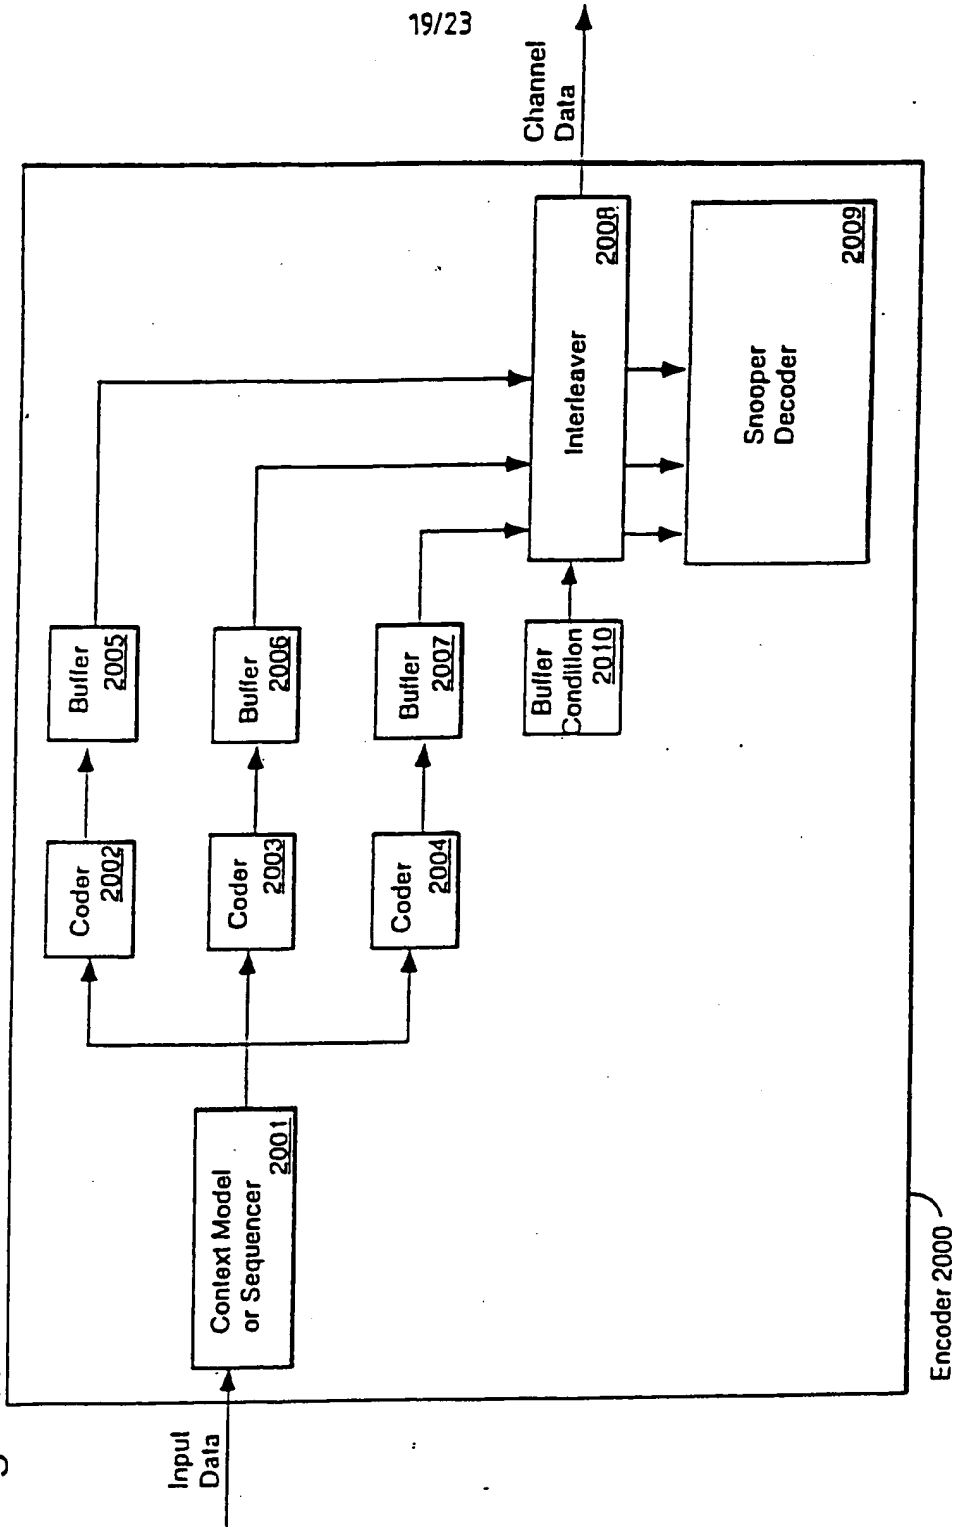 19/23
Input
Data
Context Model
or Sequencer
2001
Coder
2002
Coder
2003
Coder
2004
Buffer
2005
Buffer
2006
Buffer
2007
Buffer
Condition
2010
Interleaver
2008
Snooper
Decoder
2009
Channel
Data
Encoder 2000